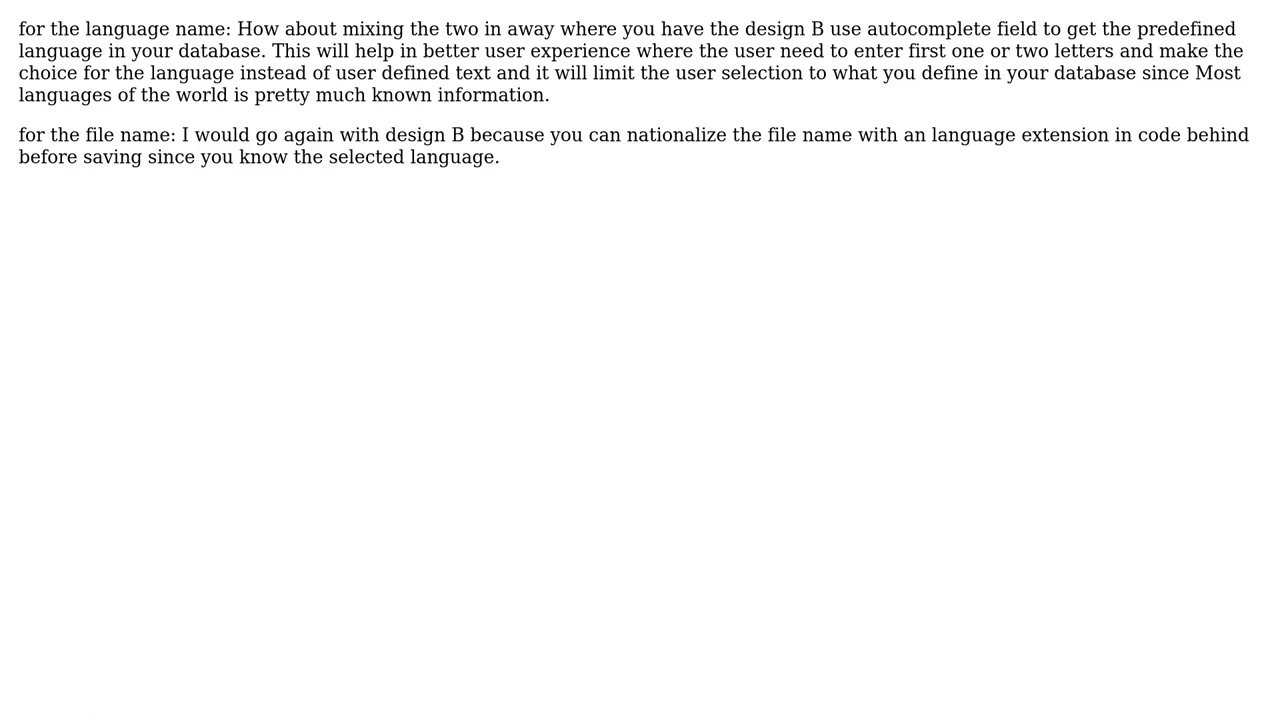 for the language name: How about mixing the two in away where you have the design B use autocomplete field to get the predefined
language in your database. This will help in better user experience where the user need to enter first one or two letters and make the
choice for the language instead of user defined text and it will limit the user selection to what you define in your database since Most
languages of the world is pretty much known information.
for the file name: I would go again with design B because you can nationalize the file name with an language extension in code behind
before saving since you know the selected language.